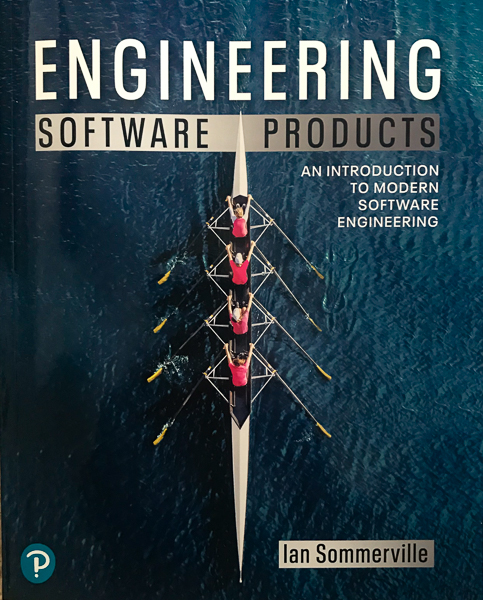 ENGINEERING
SOFTWARE PRODUCTS
AN INTRODUCTION
TO MODERN
SOFTWARE
ENGINEERING
P
Ian Sommerville